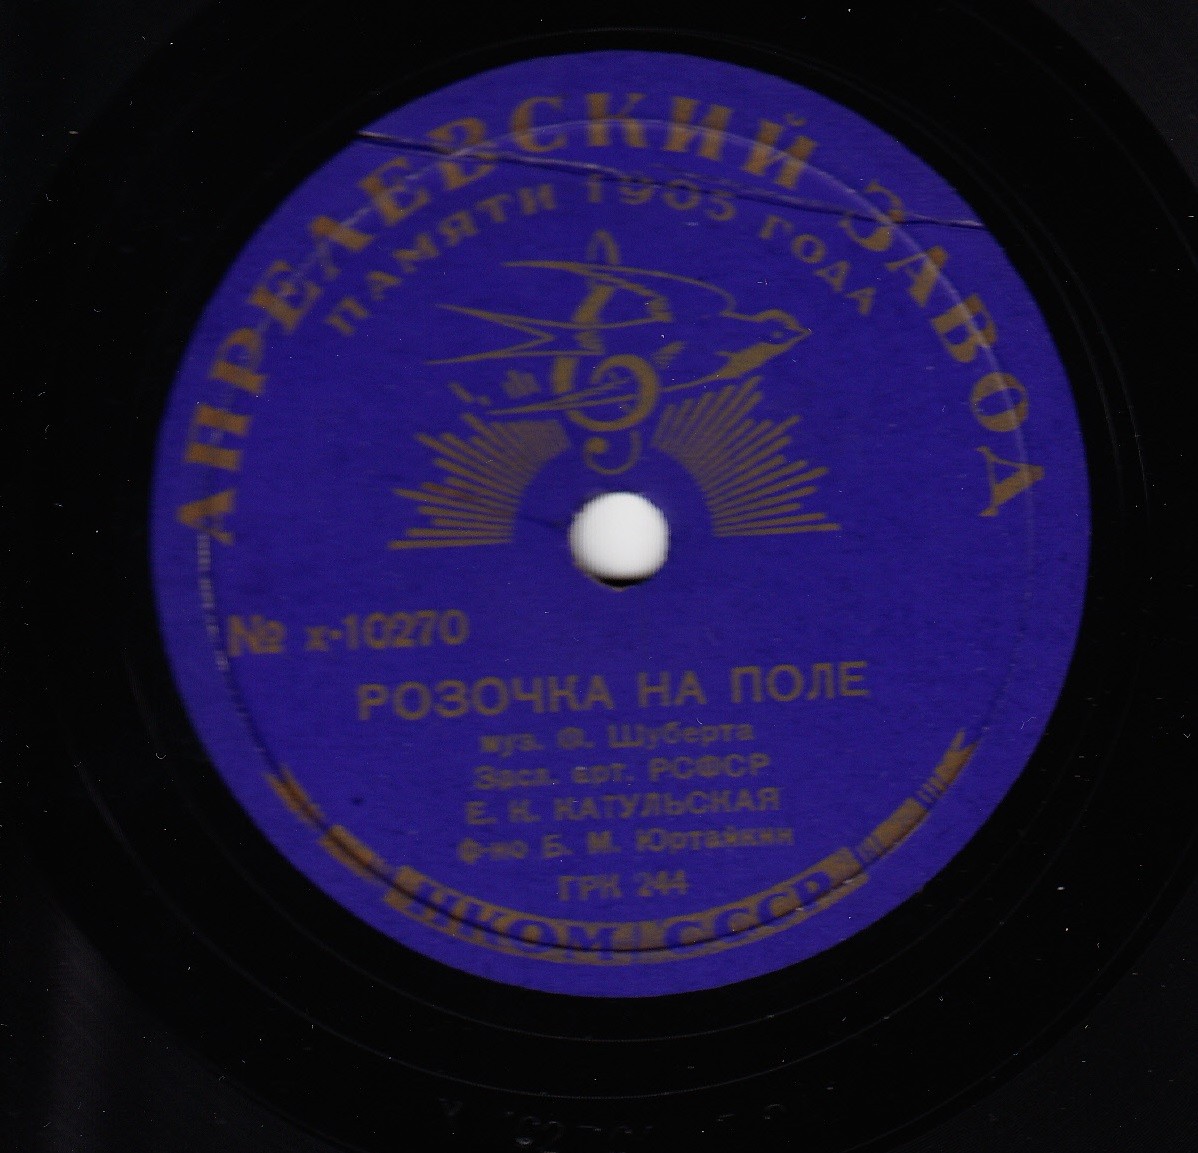 АПРЕЛЕВСКИЙ ЗАВОД
ПАМЯТИ 1905 ГОДА
№ х-10270
РОЗОЧКА НА ПОЛЕ
муз. Ф. Шуберта
Засл. арт. РСФСР
Е. К. КАТУЛЬСКАЯ
ф-но Б. М. Юртайкин
ГРК 244
НКОМ СССР